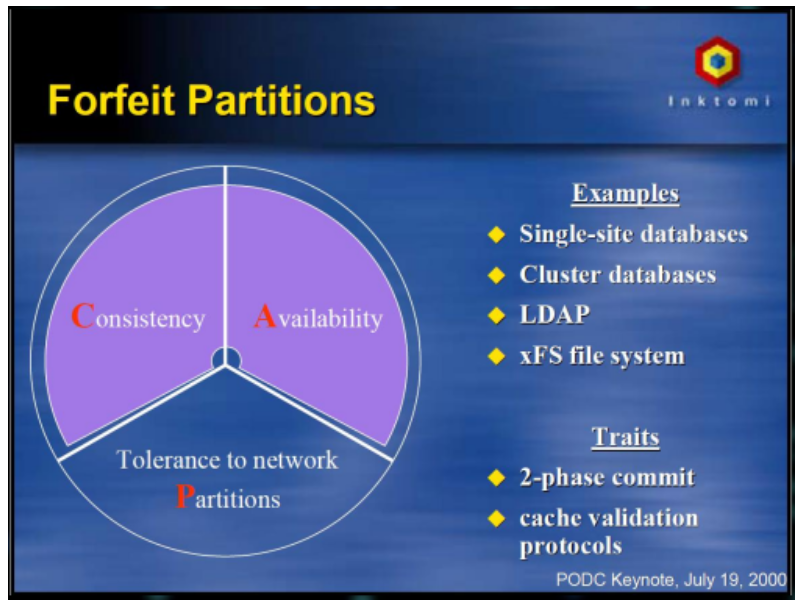 Forfeit Partitions
Inktomi
Consistency
Availability
Tolerance to network
Partitions
Examples
Single-site databases
Cluster databases
LDAP
xFS file system
Traits
2-phase commit
cache validation
protocols
PODC Keynote, July 19, 2000